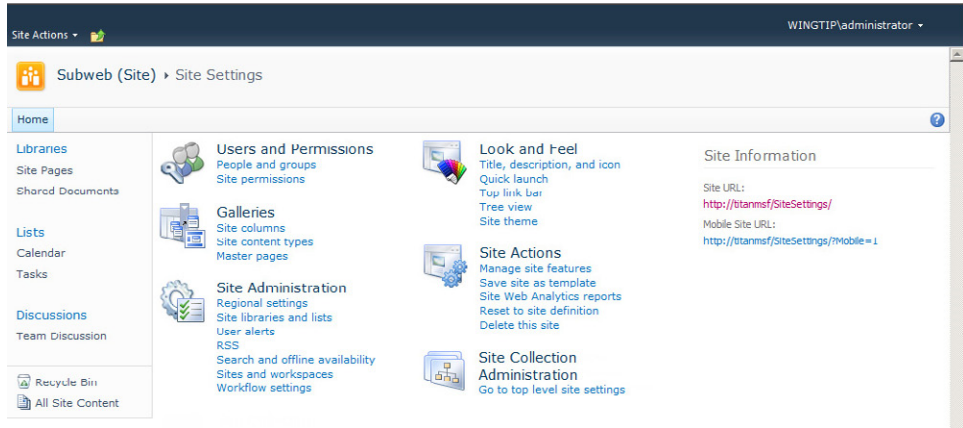 WINGTIP\administrator
Site Actions
Subweb (Site) Site Settings
Home
Libraries
Site Pages
Shared Documents
Lists
Calendar
Tasks
Discussions
Team Discussion
Recycle Bin
All Site Content
Users and Permissions
People and groups
Site permissions
Galleries
Site columns
Site content types
Master pages
Site Administration
Regional settings
Site libraries and lists
User alerts
RSS
Search and offline availability
Sites and workspaces
Workflow settings
Look and Feel
Title, description, and icon
Quick launch
Top link bar
Tree view
Site theme
Site Actions
Manage site features
Save site as template
Site Web Analytics reports
Reset to site definition
Delete this site
Site Collection
Administration
Go to top level site settings
Site Information
Site URL:
http://titanmsf/SiteSettings/
Mobile Site URL:
http://titanmsf/SiteSettings/?Mobile=1